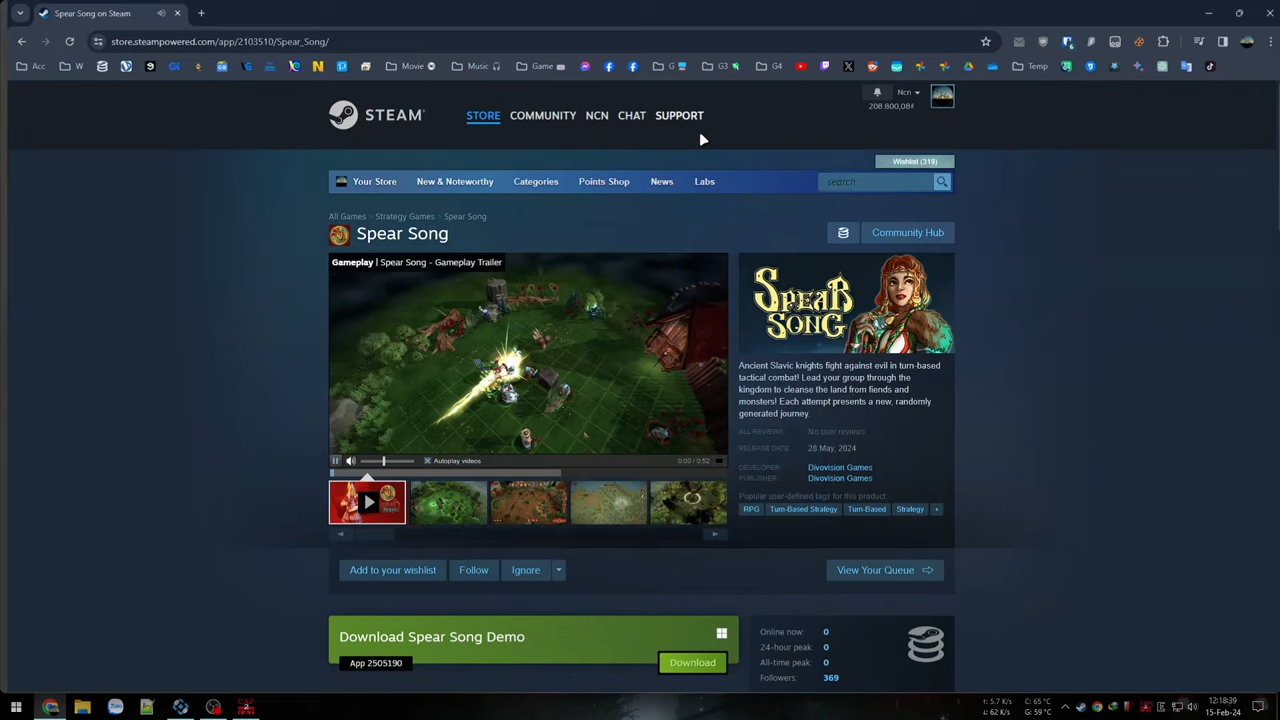 Spear Song on Steam
store.steampowered.com/app/2103510/Spear_Song/
Acc
W
Movie
Music
Game
G
G3
G4
Temp
STEAM
STORE
COMMUNITY
NCN
CHAT
SUPPORT
Ncn
208.800,08₫
Wishlist (319)
Your Store
New & Noteworthy
Categories
Points Shop
News
Labs
search
All Games > Strategy Games > Spear Song
Spear Song
Community Hub
Gameplay | Spear Song - Gameplay Trailer
SPEAR
SONG
Ancient Slavic knights fight against evil in turn-based
tactical combat! Lead your group through the
kingdom to cleanse the land from fiends and
monsters! Each attempt presents a new, randomly
generated journey.
ALL REVIEWS: No user reviews
RELEASE DATE: 28 May, 2024
DEVELOPER: Divovision Games
PUBLISHER: Divovision Games
Autoplay videos
0:00 / 0:52
Popular user-defined tags for this product:
RPG
Turn-Based Strategy
Turn-Based
Strategy
+
Add to your wishlist
Follow
Ignore
View Your Queue
Download Spear Song Demo
App 2505190
Download
Online now: 0
24-hour peak: 0
All-time peak: 0
Followers: 369
↑: 5.7 K/s
↓: 62 K/s
C: 65 °C
G: 59 °C
12:18:39
15-Feb-24